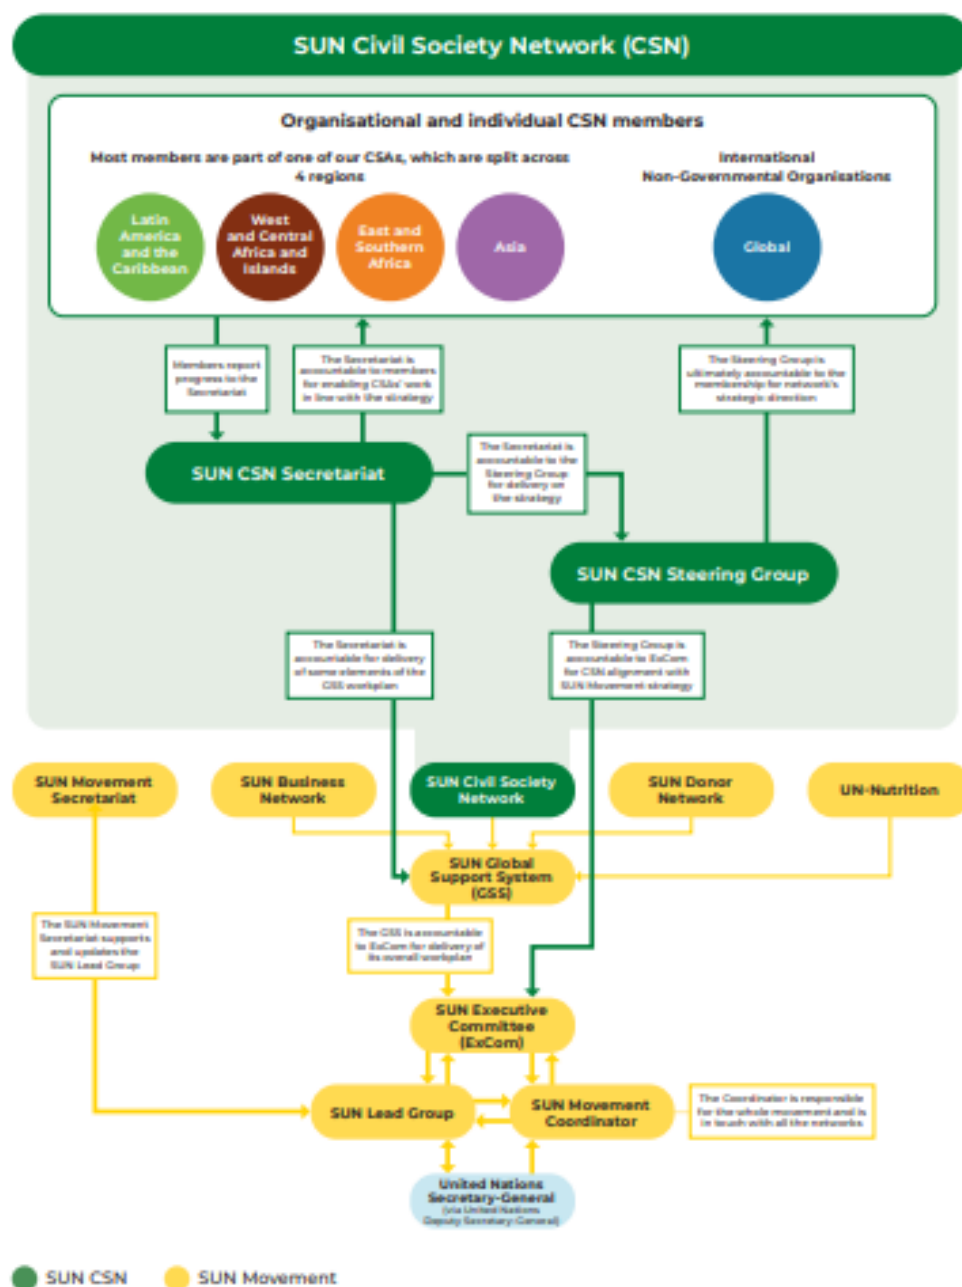 SUN Civil Society Network (CSN)
Organisational and individual CSN members
Most members are part of one of our CSAs, which are split across
4 regions
International
Non-Governmental Organisations
Latin
America
and the
Caribbean
West
and Central
Africa and
Islands
East and
Southern
Africa
Asia
Global
Members report
progress to the
Secretariat
The Secretariat is
accountable to members
for enabling CSAs' work
in line with the strategy
The Steering Group is
ultimately accountable to the
membership for network's
strategic direction
SUN CSN Secretariat
The Secretariat is
accountable to the
Steering Group
for delivery on
the strategy
SUN CSN Steering Group
The Secretariat is
accountable for delivery
of some elements of the
GSS workplan
The Steering Group is
accountable to ExCom
for CSN alignment with
SUN Movement strategy
SUN Movement
Secretariat
SUN Business
Network
SUN Civil Society
Network
SUN Donor
Network
UN-Nutrition
SUN Global
Support System
(GSS)
The SUN Movement
Secretariat supports
and updates the
SUN Lead Group
The GSS is accountable
to ExCom for delivery of
its overall workplan
SUN Executive
Committee
(ExCom)
SUN Lead Group
SUN Movement
Coordinator
The Coordinator is responsible
for the whole movement and is
in touch with all the networks
United Nations
Secretary-General
(via United Nations
Deputy Secretary-General)
SUN CSN
SUN Movement